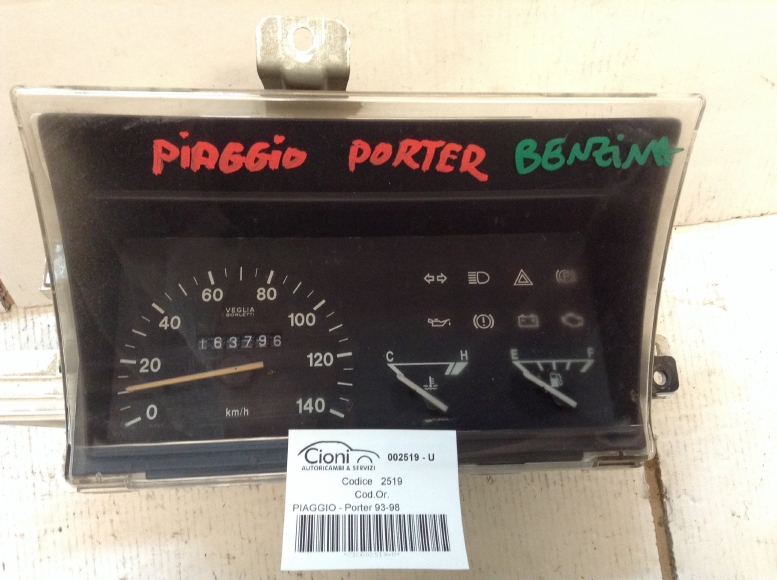 PIAGGIO PORTER BENZINA
0 20 40 60 80 100 120 140
VEGLIA
BORLETTI
163796
km/h
C H
E F
Cioni
AUTORICAMBI & SERVIZI
002519 - U
Codice 2519
Cod.Or.
PIAGGIO - Porter 93-98